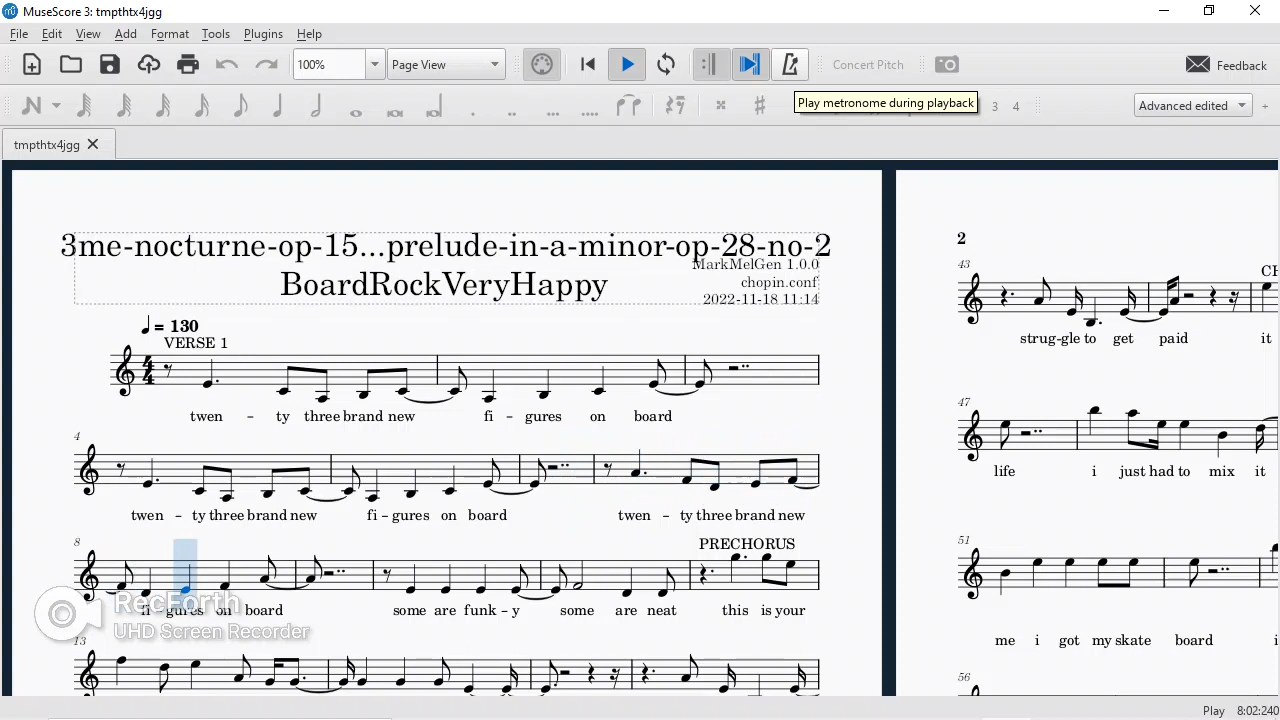 MuseScore 3: tmpthtx4jgg
File Edit View Add Format Tools Plugins Help
100% Page View Concert Pitch Feedback
Play metronome during playback 3 4 Advanced edited
tmpthtx4jgg
3me-nocturne-op-15...prelude-in-a-minor-op-28-no-2
BoardRockVeryHappy
MarkMelGen 1.0.0
chopin.conf
2022-11-18 11:14
= 130
VERSE 1
4
4
twen - ty three brand new fi - gures on board
4
twen - ty three brand new fi - gures on board twen - ty three brand new
8
PRECHORUS
fi - gures on board some are funk - y some are neat this is your
13
RecForth
UHD Screen Recorder
2
43
CH
strug-gle to get paid it
47
life i just had to mix it
51
me i got my skate board i
56
Play 8:02:240